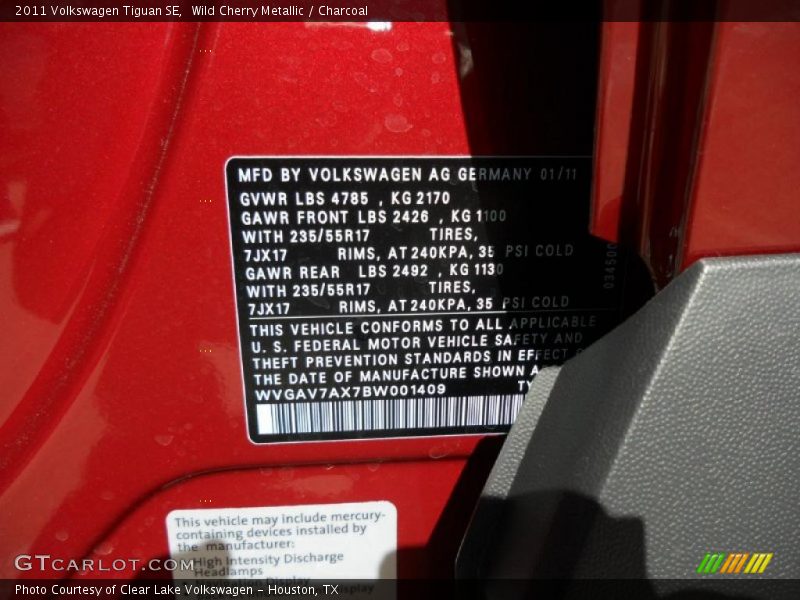 2011 Volkswagen Tiguan SE, Wild Cherry Metallic / Charcoal
MFD BY VOLKSWAGEN AG GERMANY 01/11
GVWR LBS 4785 , KG 2170
GAWR FRONT LBS 2426 , KG 1100
WITH 235/55R17 TIRES,
7JX17 RIMS, AT 240KPA, 35 PSI COLD
GAWR REAR LBS 2492 , KG 1130
WITH 235/55R17 TIRES,
7JX17 RIMS, AT 240KPA, 35 PSI COLD
034500
THIS VEHICLE CONFORMS TO ALL APPLICABLE
U. S. FEDERAL MOTOR VEHICLE SAFETY AND
THEFT PREVENTION STANDARDS IN EFFECT
THE DATE OF MANUFACTURE SHOWN A
WVGAV7AX7BW001409 TY
This vehicle may include mercury-
containing devices installed by
the manufacturer:
High Intensity Discharge
Headlamps
GTcarlot.com
Photo Courtesy of Clear Lake Volkswagen - Houston, TX